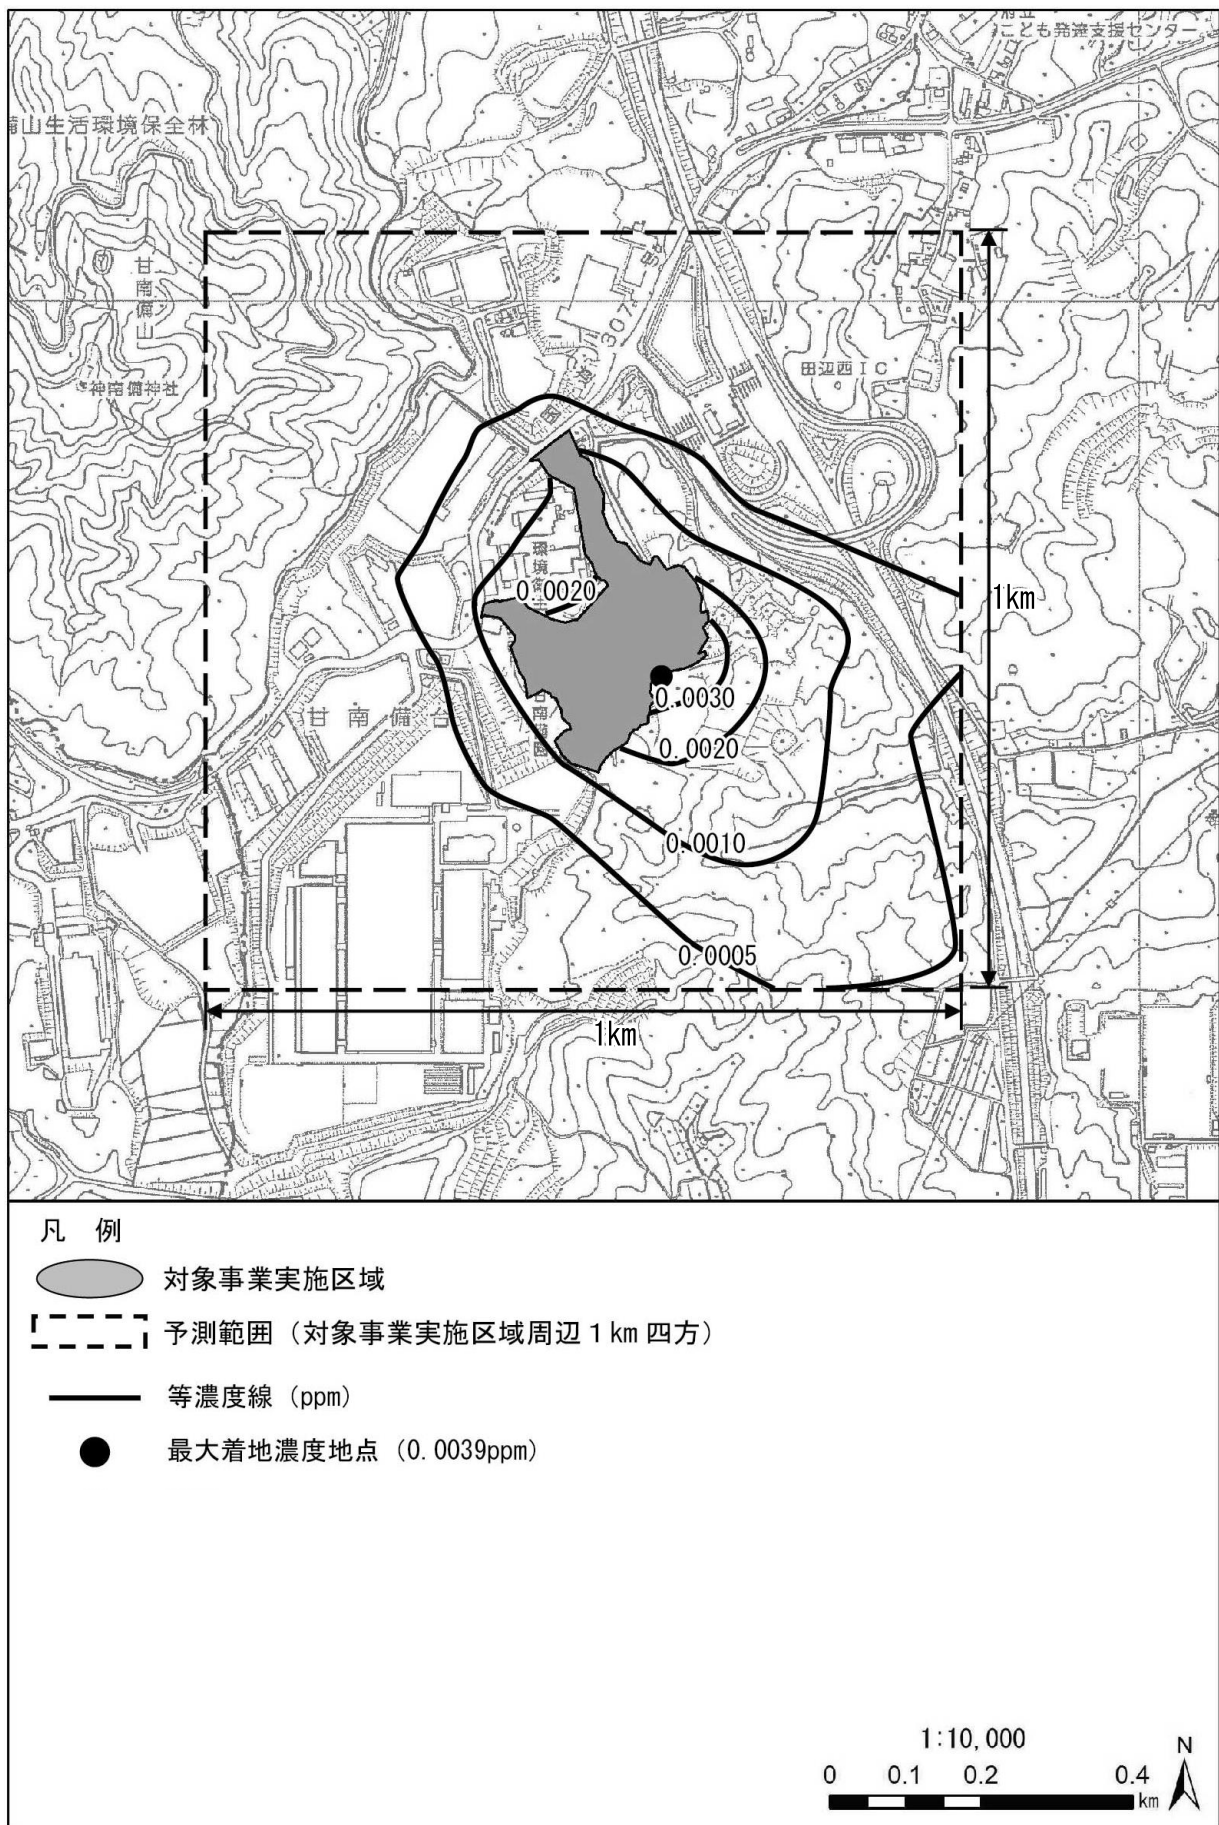 こども発達支援センター
備山生活環境保全林
甘南備山
神南備神社
307
田辺西IC
0.0020
1km
0.0030
甘南備台
0.0020
0.0010
0.0005
1km
凡 例
対象事業実施区域
予測範囲（対象事業実施区域周辺1km四方）
等濃度線（ppm）
最大着地濃度地点（0.0039ppm）
1:10,000
N
0 0.1 0.2 0.4
km